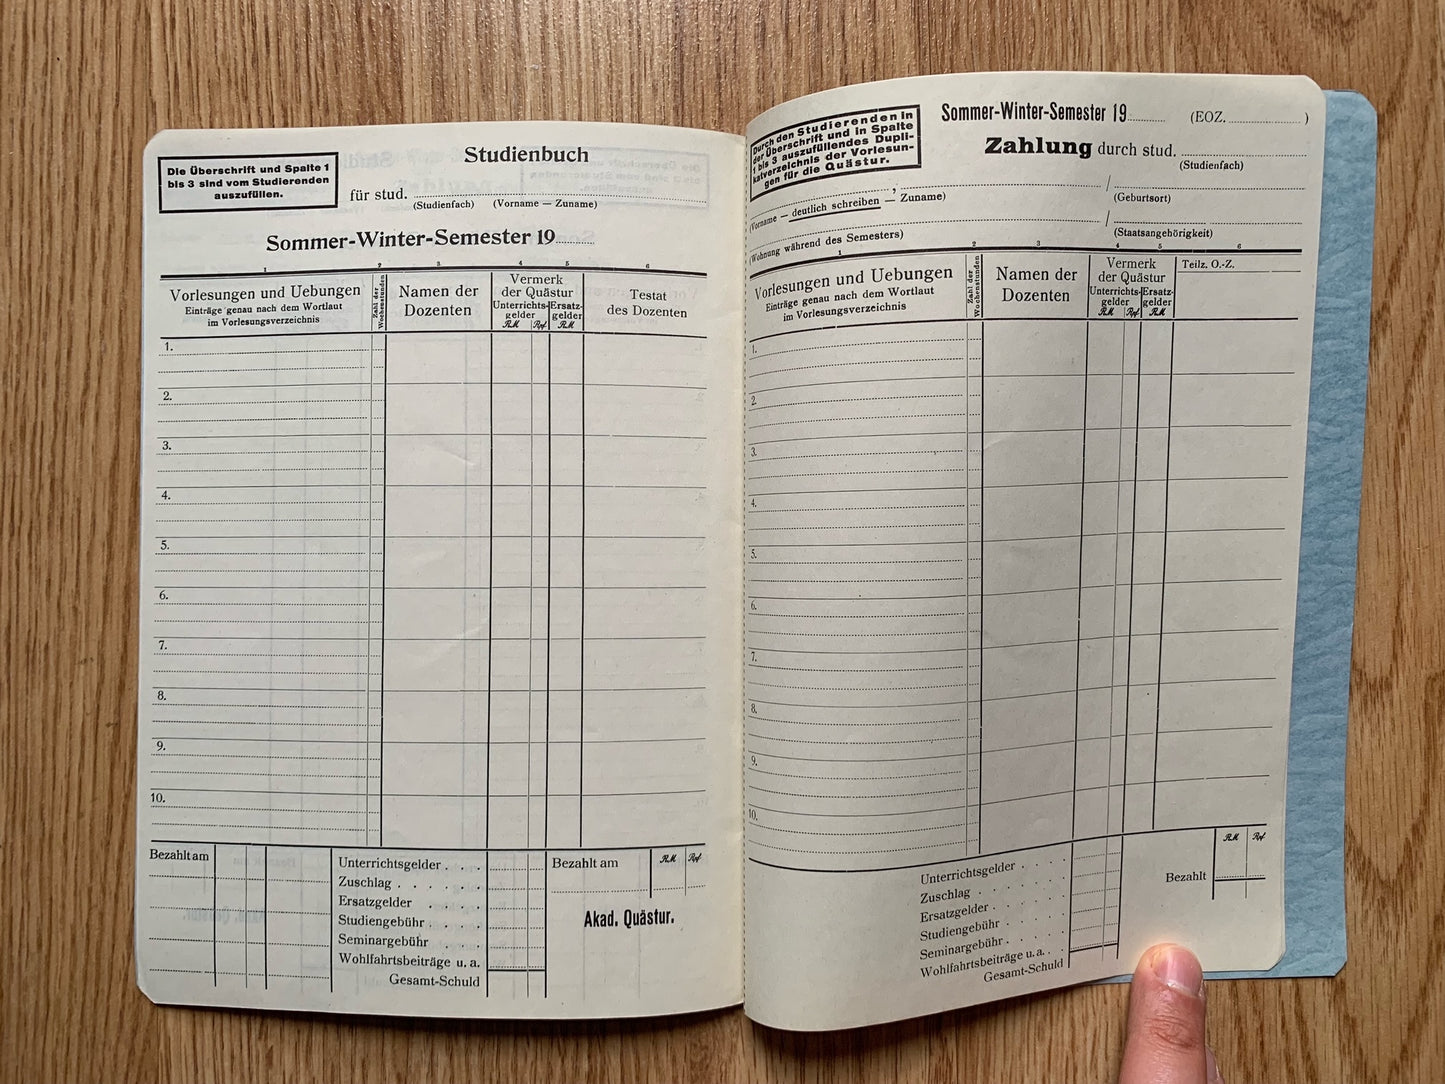 Die Überschrift und Spalte 1
bis 3 sind vom Studierenden
auszufüllen.
Studienbuch
für stud.
(Studienfach) (Vorname — Zuname)
Sommer-Winter-Semester 19
1 2 3 4 5 6
Vorlesungen und Uebungen
Einträge genau nach dem Wortlaut
im Vorlesungsverzeichnis
Zahl der
Wochenstunden
Namen der
Dozenten
Vermerk
der Quästur
Unterrichts-
gelder
RM Rpf
Ersatz-
gelder
RM
Testat
des Dozenten
1.
2.
3.
4.
5.
6.
7.
8.
9.
10.
Bezahlt am
Unterrichtsgelder . . .
Zuschlag . . . . . .
Ersatzgelder . . . .
Studiengebühr . . . .
Seminargebühr . . . .
Wohlfahrtsbeiträge u. a. .
Gesamt-Schuld
Bezahlt am
RM Rpf
Akad. Quästur.
Durch den Studierenden in
der Überschrift und in Spalte
1 bis 3 auszufüllendes Dupli-
katverzeichnis der Vorlesun-
gen für die Quästur.
Sommer-Winter-Semester 19
(EOZ. )
Zahlung durch stud.
(Studienfach)
, /
(Vorname — deutlich schreiben — Zuname) (Geburtsort)
/
(Wohnung während des Semesters) (Staatsangehörigkeit)
1 2 3 4 5 6
Vorlesungen und Uebungen
Einträge genau nach dem Wortlaut
im Vorlesungsverzeichnis
Zahl der
Wochenstunden
Namen der
Dozenten
Vermerk
der Quästur
Unterrichts-
gelder
RM Rpf
Ersatz-
gelder
RM
Teilz. O.-Z.
1.
2.
3.
4.
5.
6.
7.
8.
9.
10.
Unterrichtsgelder . . . .
Zuschlag . . . . . .
Ersatzgelder . . . . .
Studiengebühr . . . .
Seminargebühr . . . .
Wohlfahrtsbeiträge u. a. .
Gesamt-Schuld
RM Rpf
Bezahlt